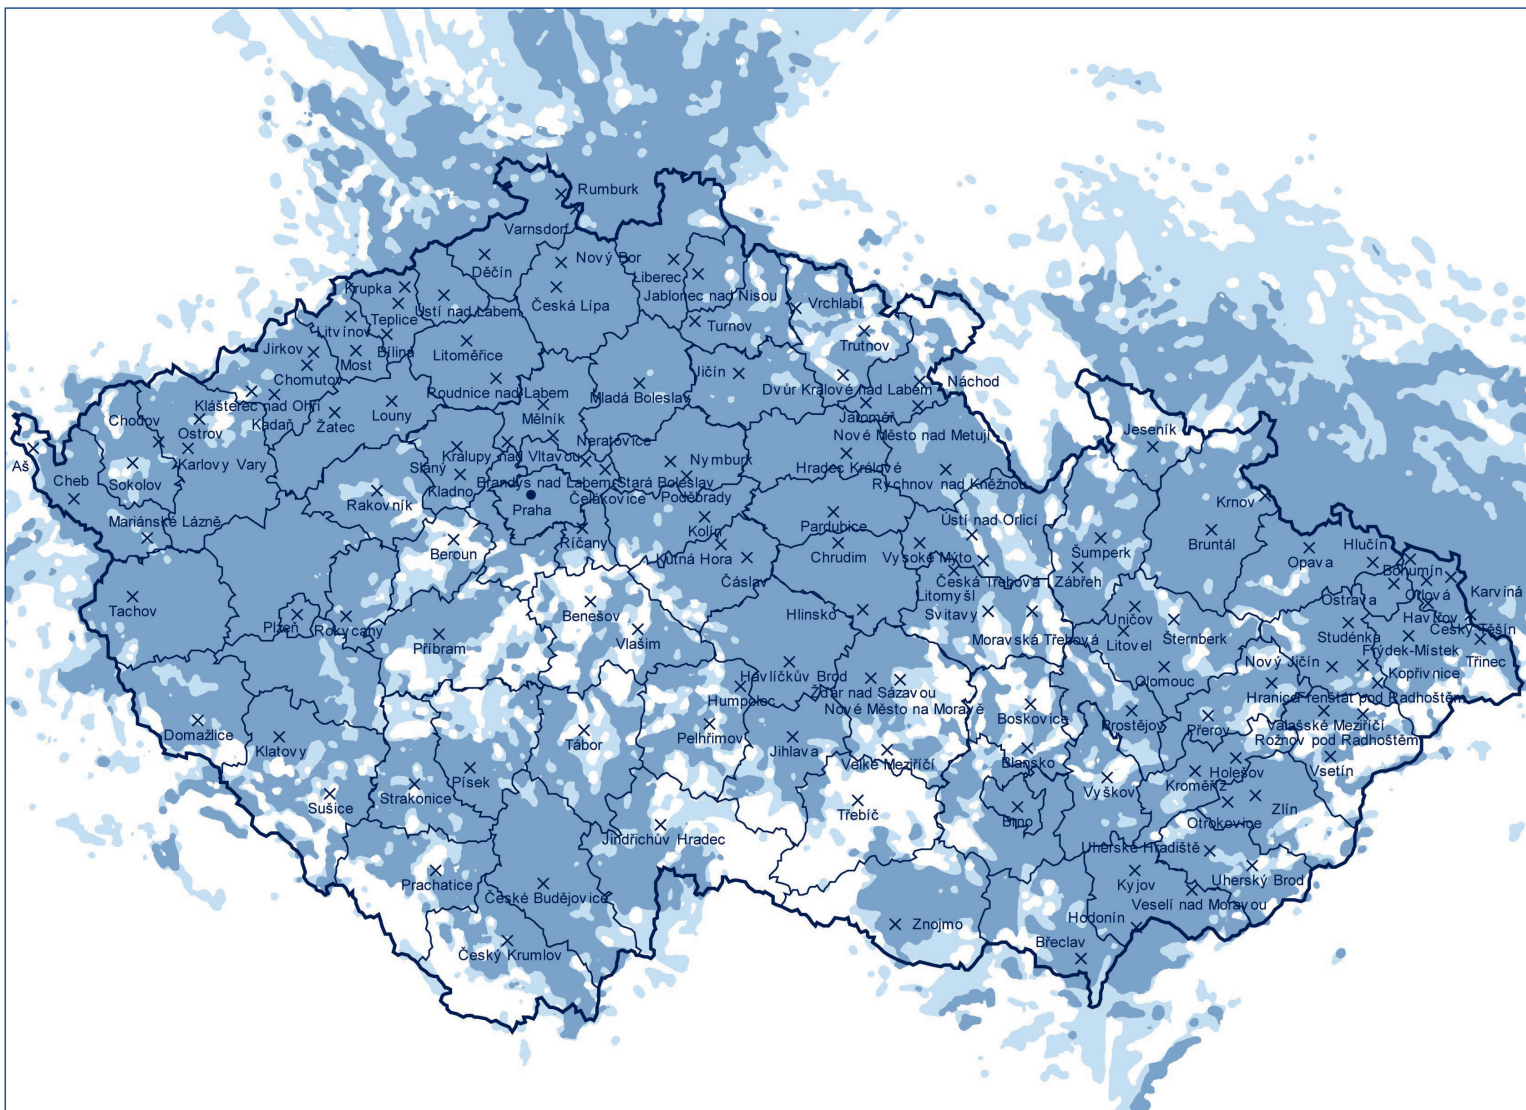 Rumburk
Varnsdorf
Děčín
Nový Bor
Liberec
Krupka
Ústí nad Labem
Česká Lípa
Jablonec nad Nisou
Vrchlabí
Teplice
Litvínov
Turnov
Trutnov
Jirkov
Most
Bílina
Litoměřice
Jičín
Chomutov
Roudnice nad Labem
Mladá Boleslav
Dvůr Králové nad Labem
Náchod
Klášterec nad Ohří
Kadaň
Žatec
Louny
Mělník
Jaroměř
Chodov
Ostrov
Neratovice
Nové Město nad Metují
Jeseník
Aš
Sokolov
Karlovy Vary
Slaný
Kralupy nad Vltavou
Nymburk
Hradec Králové
Cheb
Kladno
Brandýs nad Labem
Stará Boleslav
Rychnov nad Kněžnou
Rakovník
Praha
Čelákovice
Poděbrady
Krnov
Mariánské Lázně
Kolín
Pardubice
Ústí nad Orlicí
Beroun
Říčany
Kutná Hora
Chrudim
Vysoké Mýto
Šumperk
Bruntál
Hlučín
Opava
Čáslav
Česká Třebová
Zábřeh
Bohumín
Litomyšl
Ostrava
Orlová
Karviná
Tachov
Benešov
Hlinsko
Svitavy
Moravská Třebová
Uničov
Havířov
Plzeň
Rokycany
Příbram
Vlašim
Litovel
Šternberk
Studénka
Český Těšín
Frýdek-Místek
Třinec
Havlíčkův Brod
Olomouc
Nový Jičín
Kopřivnice
Humpolec
Žďár nad Sázavou
Hranice
Frenštát pod Radhoštěm
Nové Město na Moravě
Boskovice
Prostějov
Přerov
Valašské Meziříčí
Domažlice
Klatovy
Tábor
Pelhřimov
Jihlava
Rožnov pod Radhoštěm
Velké Meziříčí
Blansko
Vsetín
Písek
Holešov
Strakonice
Vyškov
Kroměříž
Sušice
Třebíč
Brno
Otrokovice
Zlín
Jindřichův Hradec
Uherské Hradiště
Prachatice
České Budějovice
Kyjov
Uherský Brod
Veselí nad Moravou
Znojmo
Hodonín
Břeclav
Český Krumlov